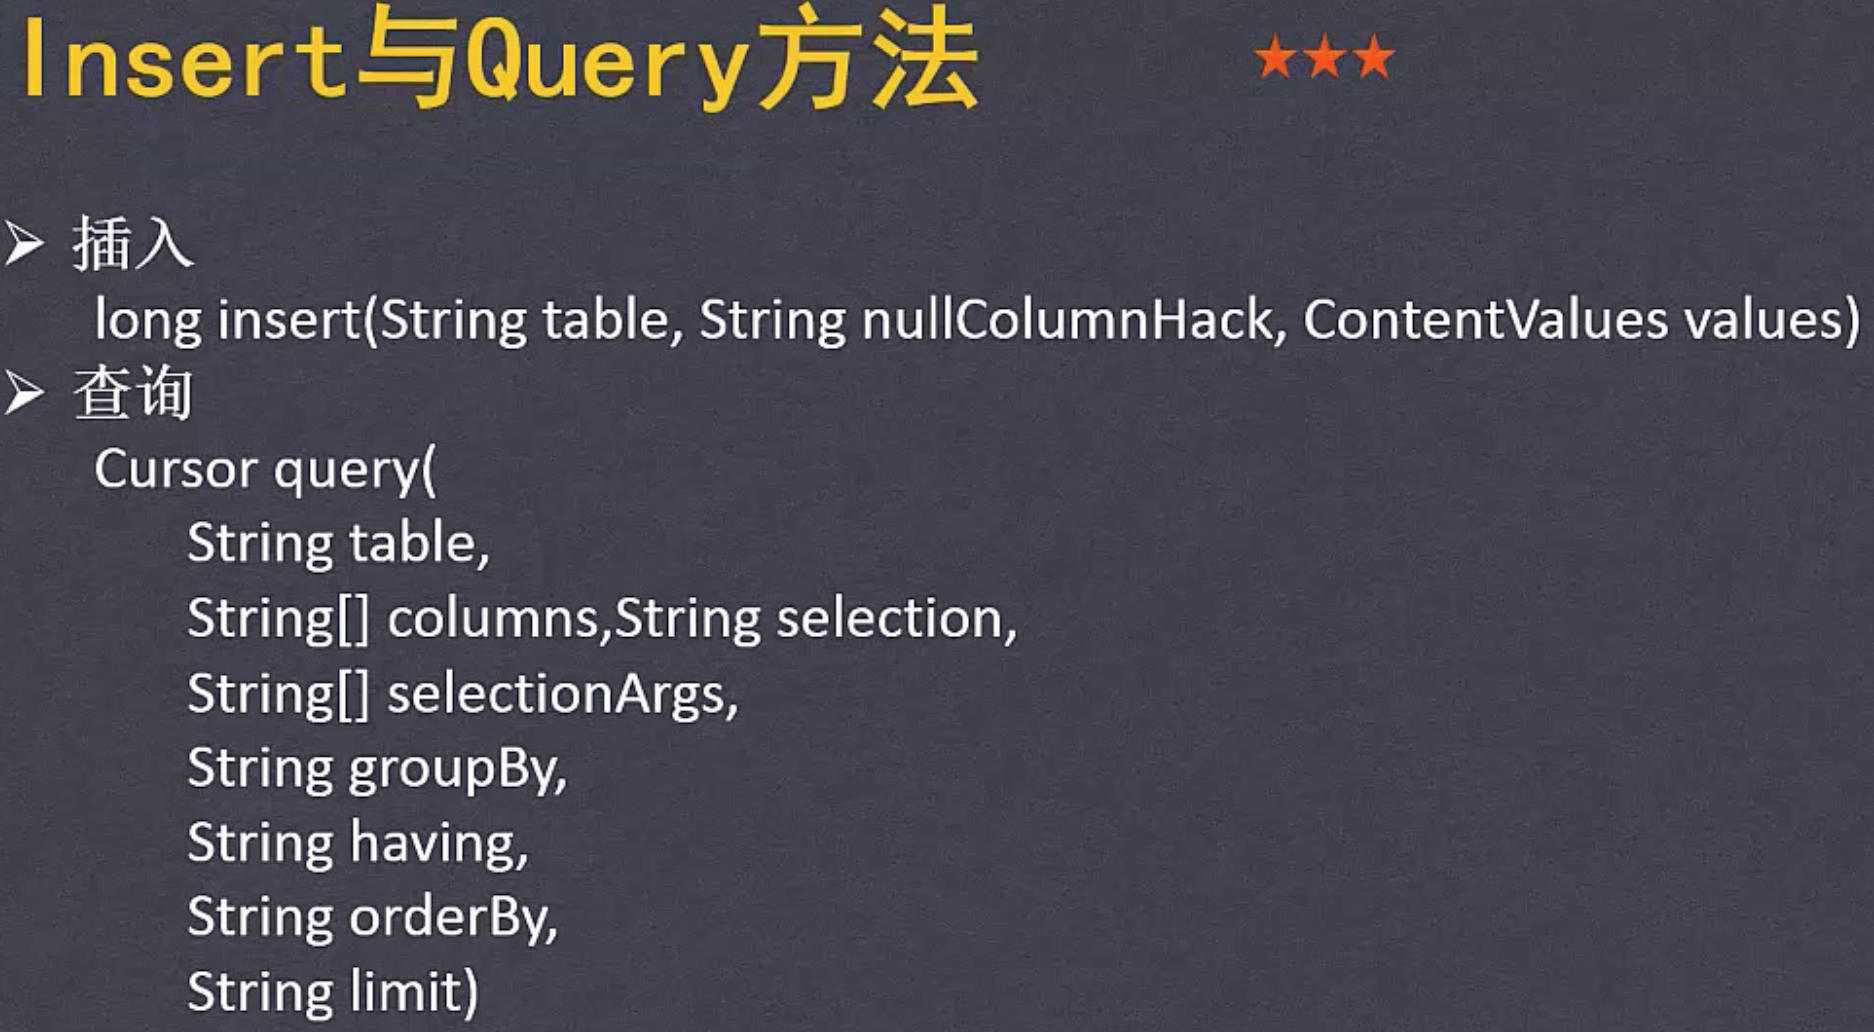 Insert与Query方法
插入
long insert(String table, String nullColumnHack, ContentValues values)
查询
Cursor query(
String table,
String[] columns,String selection,
String[] selectionArgs,
String groupBy,
String having,
String orderBy,
String limit)